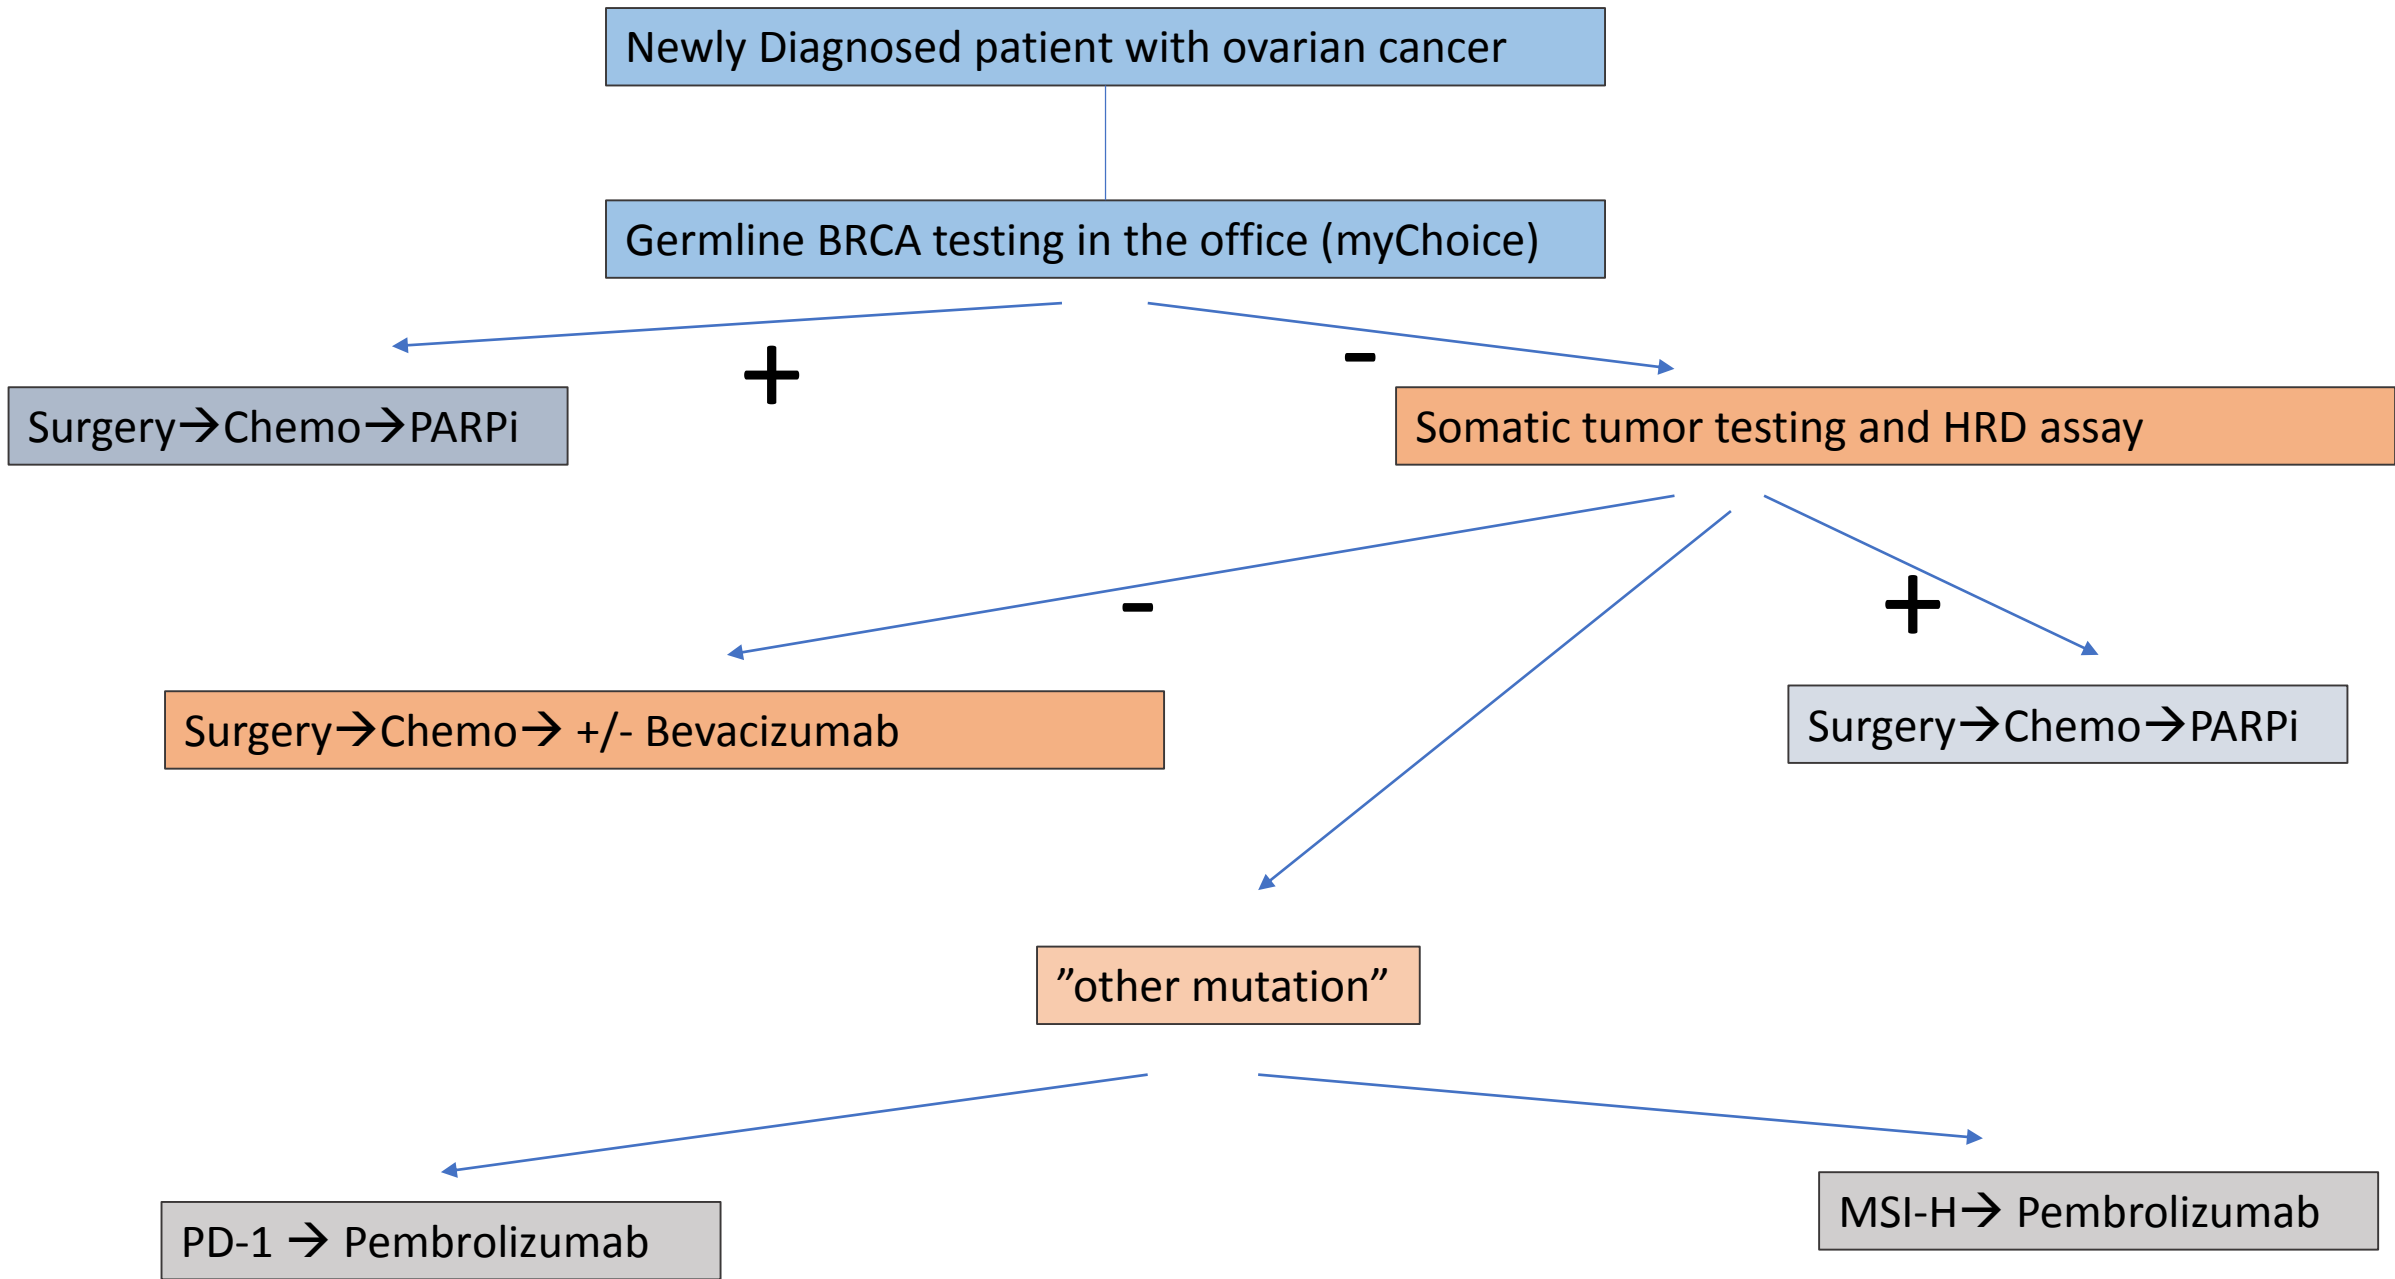 Newly Diagnosed patient with ovarian cancer
Germline BRCA testing in the office (myChoice)
+
-
Surgery→Chemo→PARPi
Somatic tumor testing and HRD assay
-
+
Surgery→Chemo→ +/- Bevacizumab
Surgery→Chemo→PARPi
”other mutation”
PD-1 → Pembrolizumab
MSI-H→ Pembrolizumab